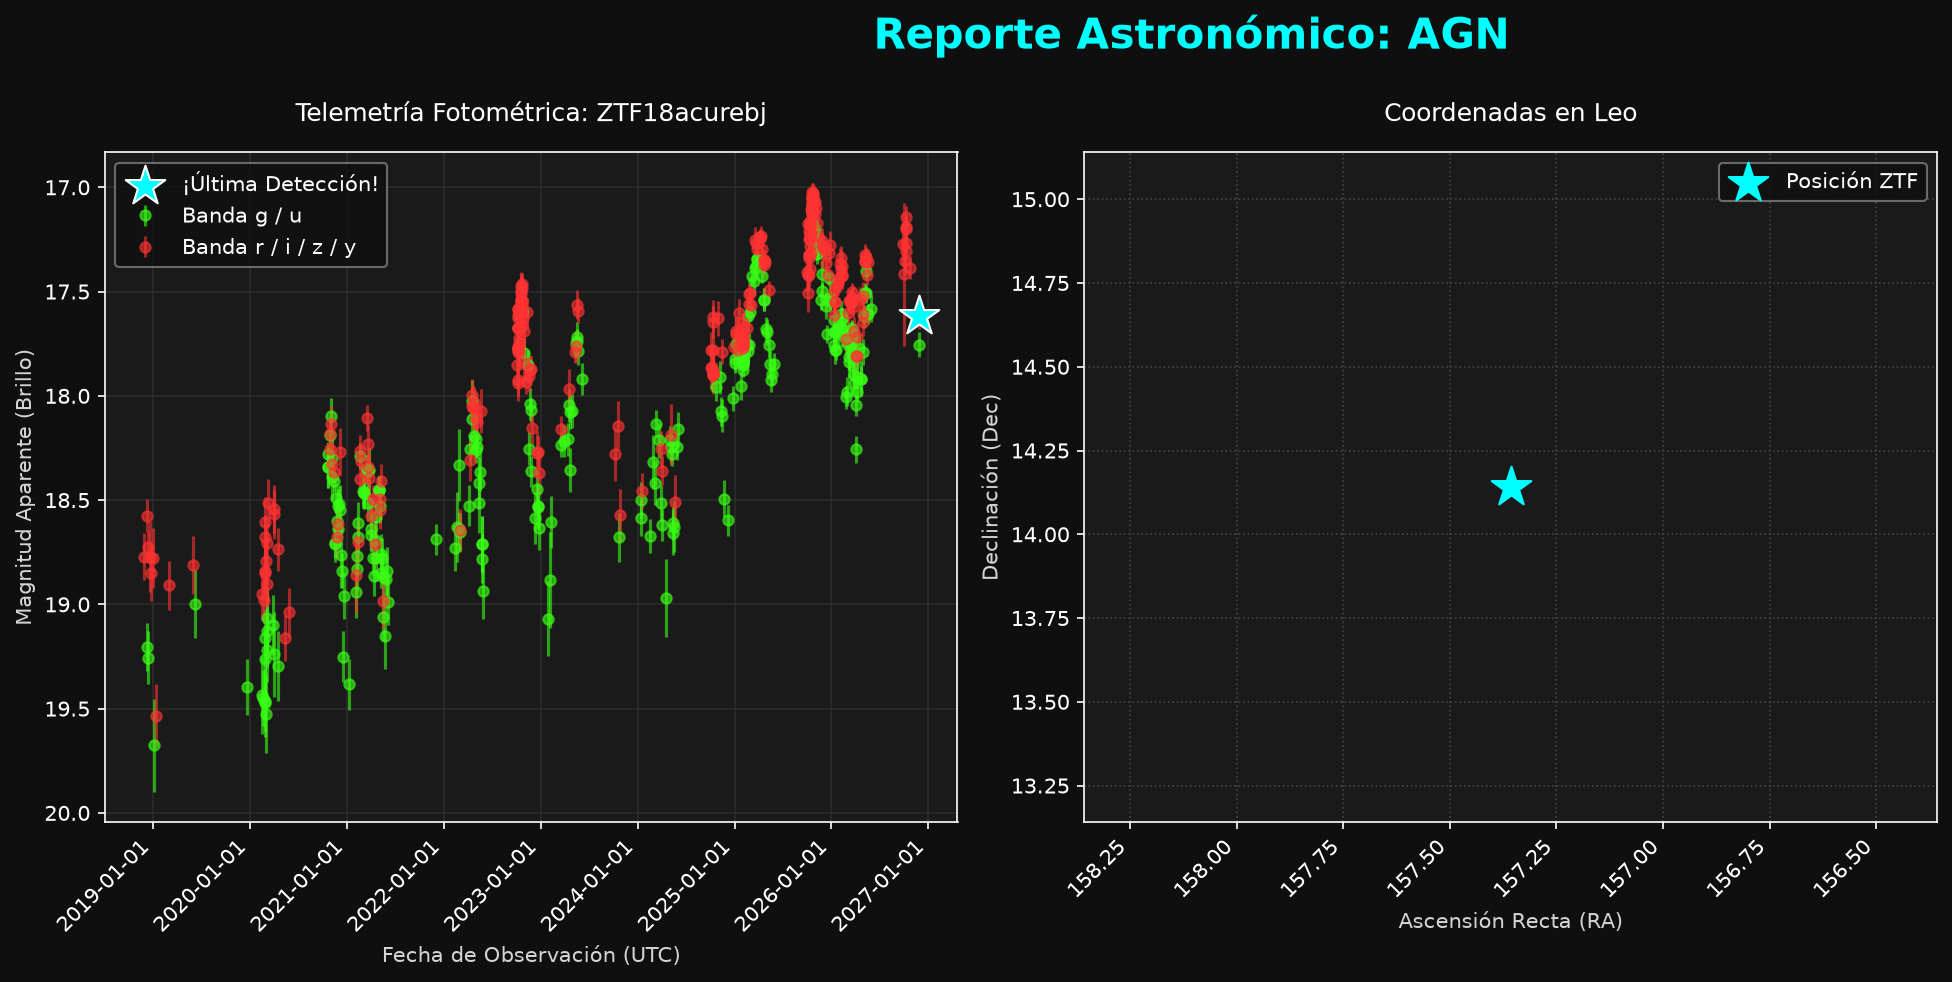 Reporte Astronómico: AGN
Telemetría Fotométrica: ZTF18acurebj
¡Última Detección!
Banda g / u
Banda r / i / z / y
Magnitud Aparente (Brillo)
17.0
17.5
18.0
18.5
19.0
19.5
20.0
2019-01-01
2020-01-01
2021-01-01
2022-01-01
2023-01-01
2024-01-01
2025-01-01
2026-01-01
2027-01-01
Fecha de Observación (UTC)
Coordenadas en Leo
Posición ZTF
Declinación (Dec)
15.00
14.75
14.50
14.25
14.00
13.75
13.50
13.25
158.25
158.00
157.75
157.50
157.25
157.00
156.75
156.50
Ascensión Recta (RA)